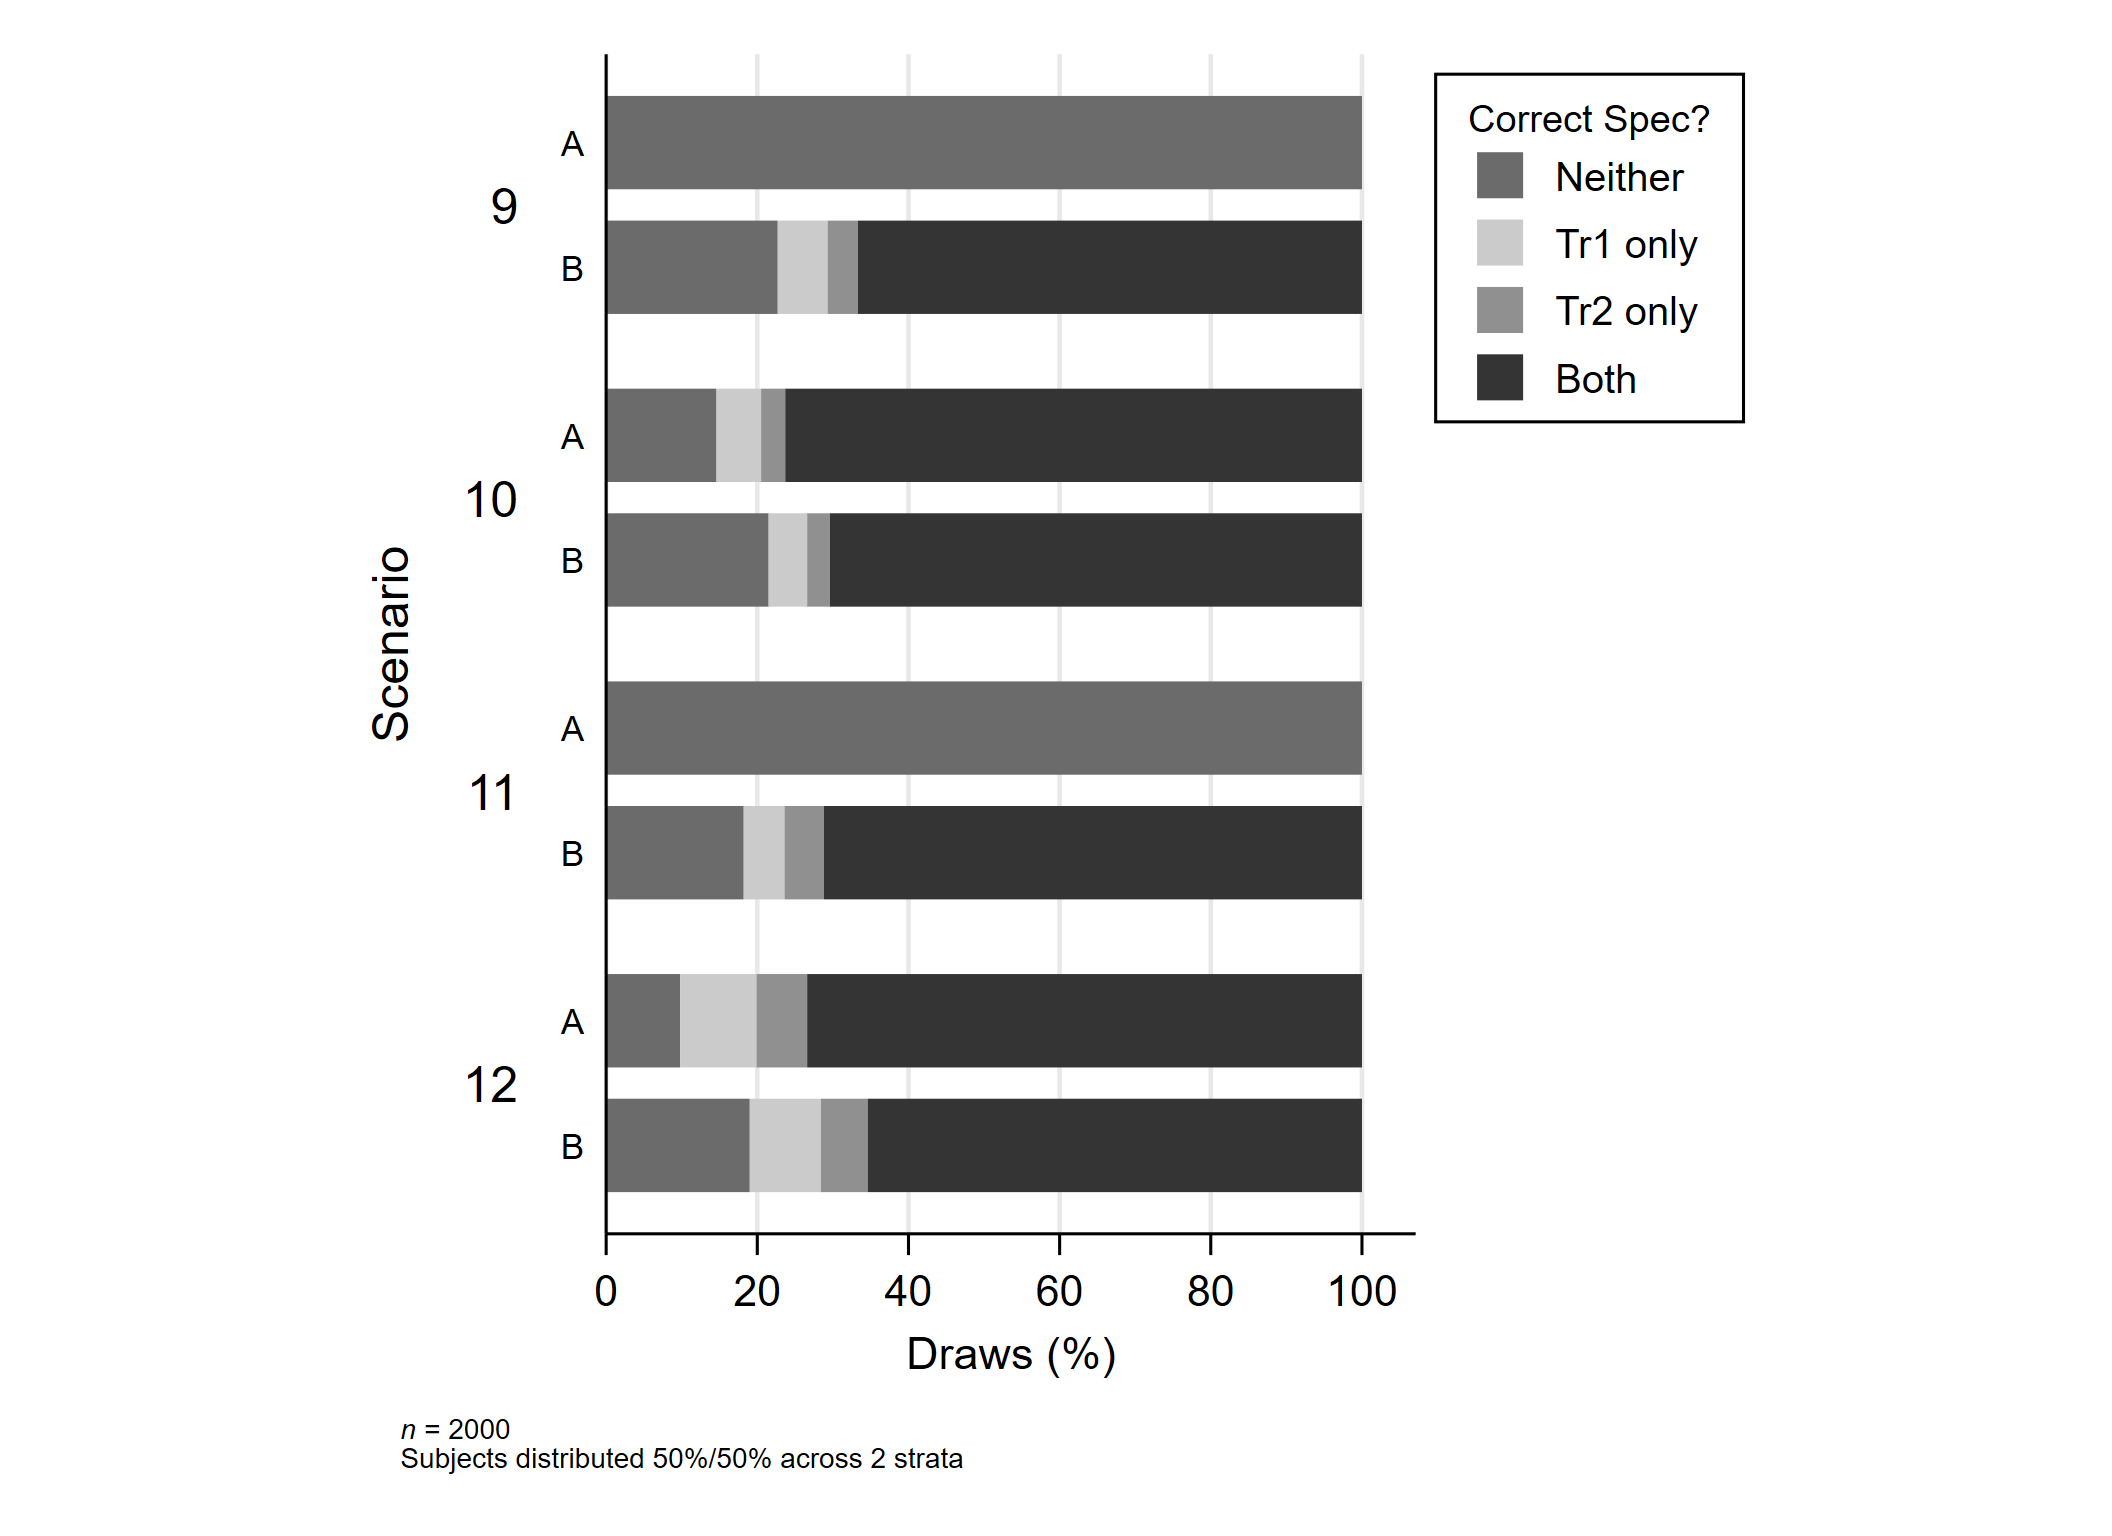 Correct Spec?
Neither
Tr1 only
Tr2 only
Both
Scenario
9
A
B
10
A
B
11
A
B
12
A
B
0 20 40 60 80 100
Draws (%)
n = 2000
Subjects distributed 50%/50% across 2 strata